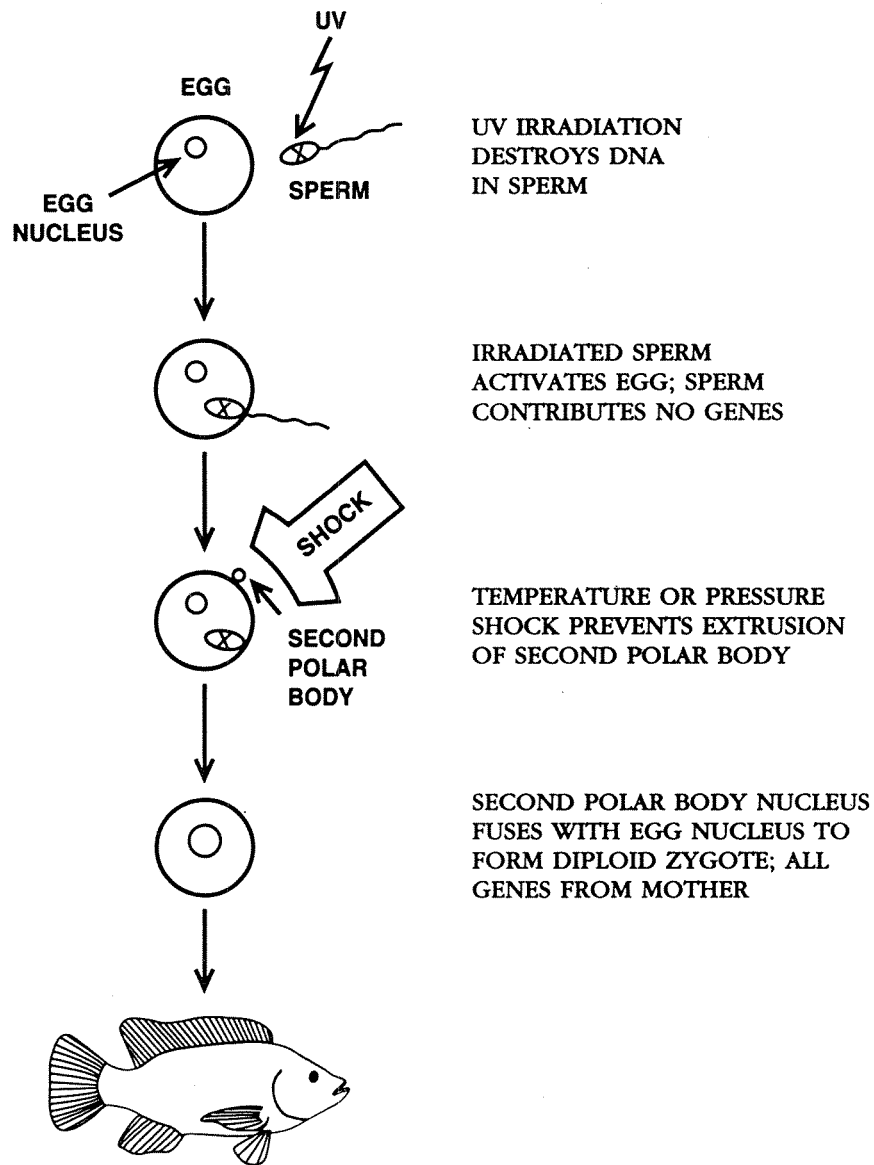 UV
EGG
SPERM
EGG
NUCLEUS
UV IRRADIATION
DESTROYS DNA
IN SPERM
IRRADIATED SPERM
ACTIVATES EGG; SPERM
CONTRIBUTES NO GENES
SHOCK
SECOND
POLAR
BODY
TEMPERATURE OR PRESSURE
SHOCK PREVENTS EXTRUSION
OF SECOND POLAR BODY
SECOND POLAR BODY NUCLEUS
FUSES WITH EGG NUCLEUS TO
FORM DIPLOID ZYGOTE; ALL
GENES FROM MOTHER